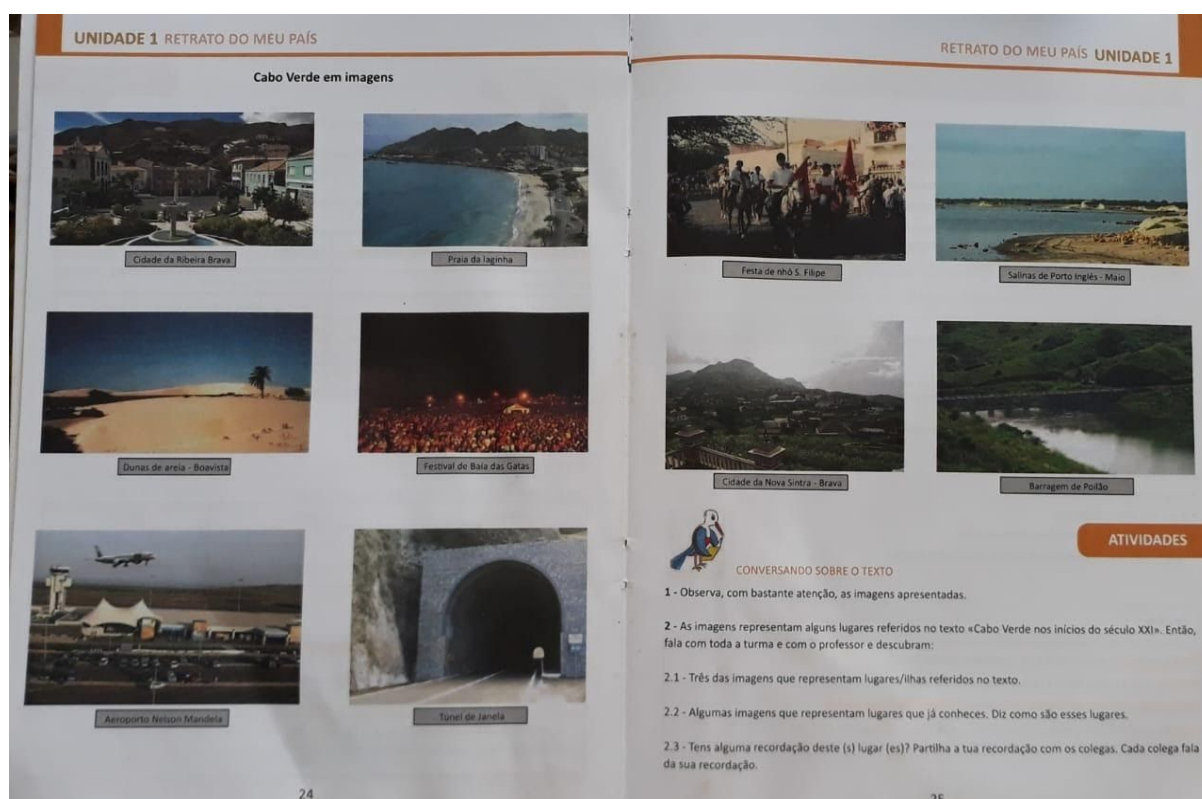 UNIDADE 1 RETRATO DO MEU PAÍS
Cabo Verde em imagens
Cidade da Ribeira Brava
Praia da laginha
Dunas de areia - Boavista
Festival de Baía das Gatas
Aeroporto Nelson Mandela
Túnel de Janela
24
RETRATO DO MEU PAÍS UNIDADE 1
Festa de nhô S. Filipe
Salinas de Porto Inglês - Maio
Cidade da Nova Sintra - Brava
Barragem de Poilão
ATIVIDADES
CONVERSANDO SOBRE O TEXTO
1 - Observa, com bastante atenção, as imagens apresentadas.
2 - As imagens representam alguns lugares referidos no texto «Cabo Verde nos inícios do século XXI». Então,
fala com toda a turma e com o professor e descubram:
2.1 - Três das imagens que representam lugares/ilhas referidos no texto.
2.2 - Algumas imagens que representam lugares que já conheces. Diz como são esses lugares.
2.3 - Tens alguma recordação deste (s) lugar (es)? Partilha a tua recordação com os colegas. Cada colega fala
da sua recordação.